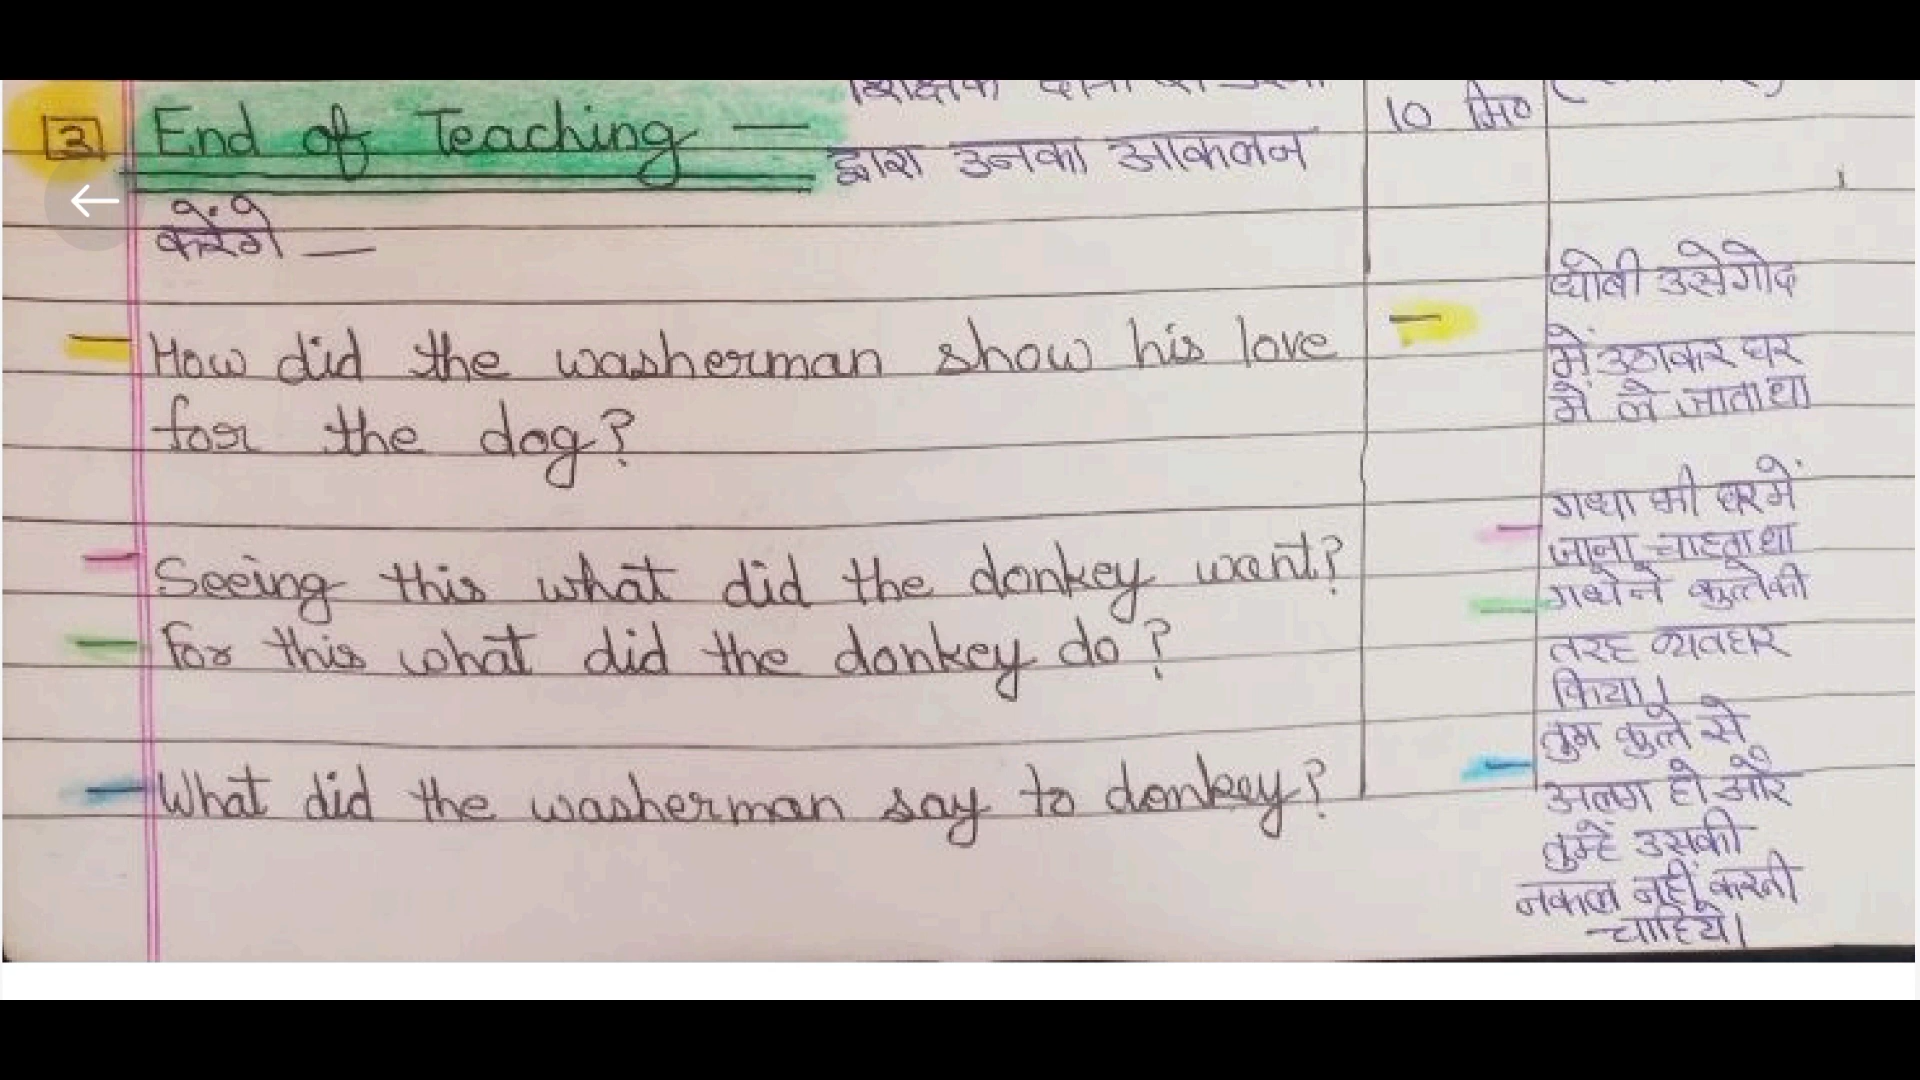 3 End of Teaching —
द्वारा उनका आकलन
10 मि०
करेंगे —
How did the washerman show his love
for the dog?
Seeing this what did the donkey want?
For this what did the donkey do?
What did the washerman say to donkey?
धोबी उसे गोद
में उठाकर घर
में ले जाता था
गधा भी घर में
जाना चाहता था
गधे ने कुत्ते की
तरह व्यवहार
किया।
तुम कुत्ते से
अलग हो और
तुम्हें उसकी
नकल नहीं करनी
चाहिये।